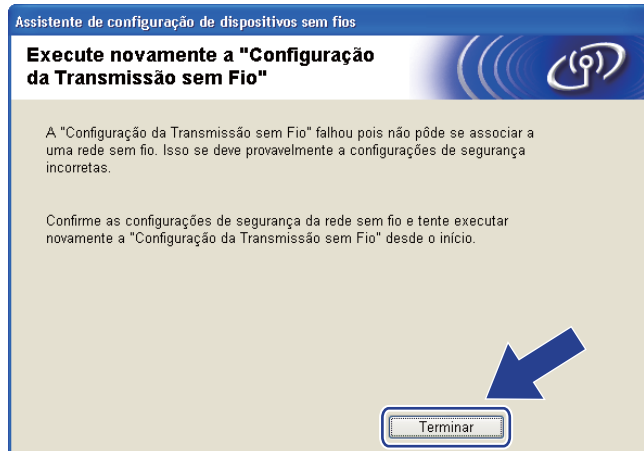 Assistente de configuração de dispositivos sem fios
Execute novamente a "Configuração
da Transmissão sem Fio"
A "Configuração da Transmissão sem Fio" falhou pois não pôde se associar a
uma rede sem fio. Isso se deve provavelmente a configurações de segurança
incorretas.
Confirme as configurações de segurança da rede sem fio e tente executar
novamente a "Configuração da Transmissão sem Fio" desde o início.
Terminar